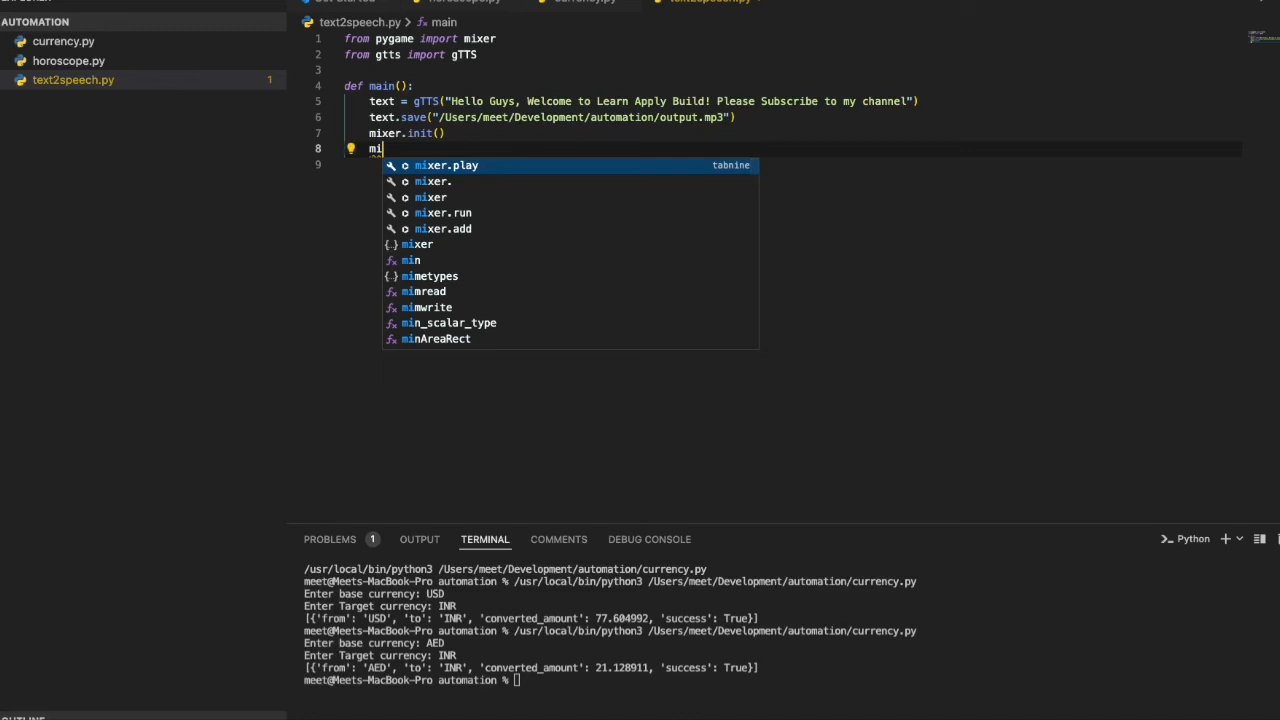 AUTOMATION
currency.py
horoscope.py
text2speech.py 1
text2speech.py > main
1 from pygame import mixer
2 from gtts import gTTS
3
4 def main():
5 text = gTTS("Hello Guys, Welcome to Learn Apply Build! Please Subscribe to my channel")
6 text.save("/Users/meet/Development/automation/output.mp3")
7 mixer.init()
8 mi
9
mixer.play tabnine
mixer.
mixer
mixer.run
mixer.add
mixer
min
mimetypes
mimread
mimwrite
min_scalar_type
minAreaRect
PROBLEMS 1 OUTPUT TERMINAL COMMENTS DEBUG CONSOLE Python
/usr/local/bin/python3 /Users/meet/Development/automation/currency.py
meet@Meets-MacBook-Pro automation % /usr/local/bin/python3 /Users/meet/Development/automation/currency.py
Enter base currency: USD
Enter Target currency: INR
[{'from': 'USD', 'to': 'INR', 'converted_amount': 77.604992, 'success': True}]
meet@Meets-MacBook-Pro automation % /usr/local/bin/python3 /Users/meet/Development/automation/currency.py
Enter base currency: AED
Enter Target currency: INR
[{'from': 'AED', 'to': 'INR', 'converted_amount': 21.128911, 'success': True}]
meet@Meets-MacBook-Pro automation %